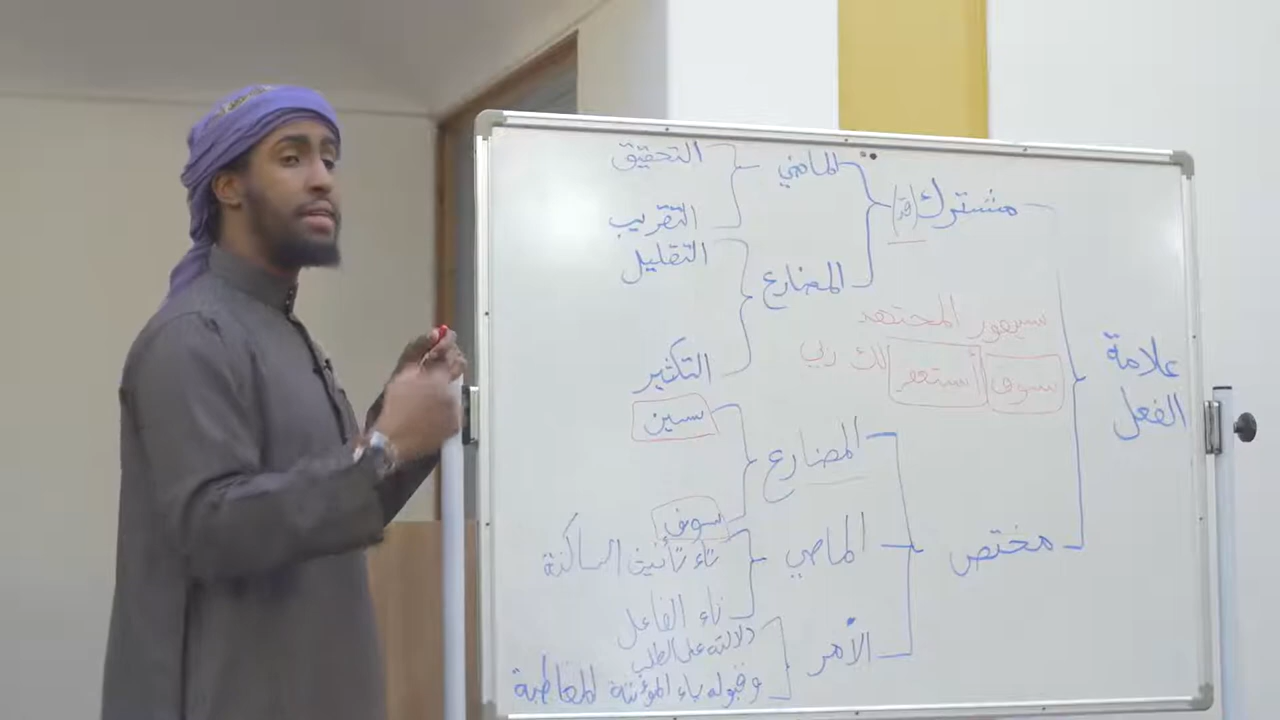 علامة
الفعل
مشترك (قد)
الماضي
التحقيق
التقريب
المضارع
التقليل
التكثير
سيفوز المجتهد
سوف أستغفر لك ربي
مختص
المضارع
سين
سوف
الماضي
تاء تأنيث الساكنة
تاء الفاعل
الأمر
دلالته على الطلب
وقبوله ياء المؤنثة المخاطبة